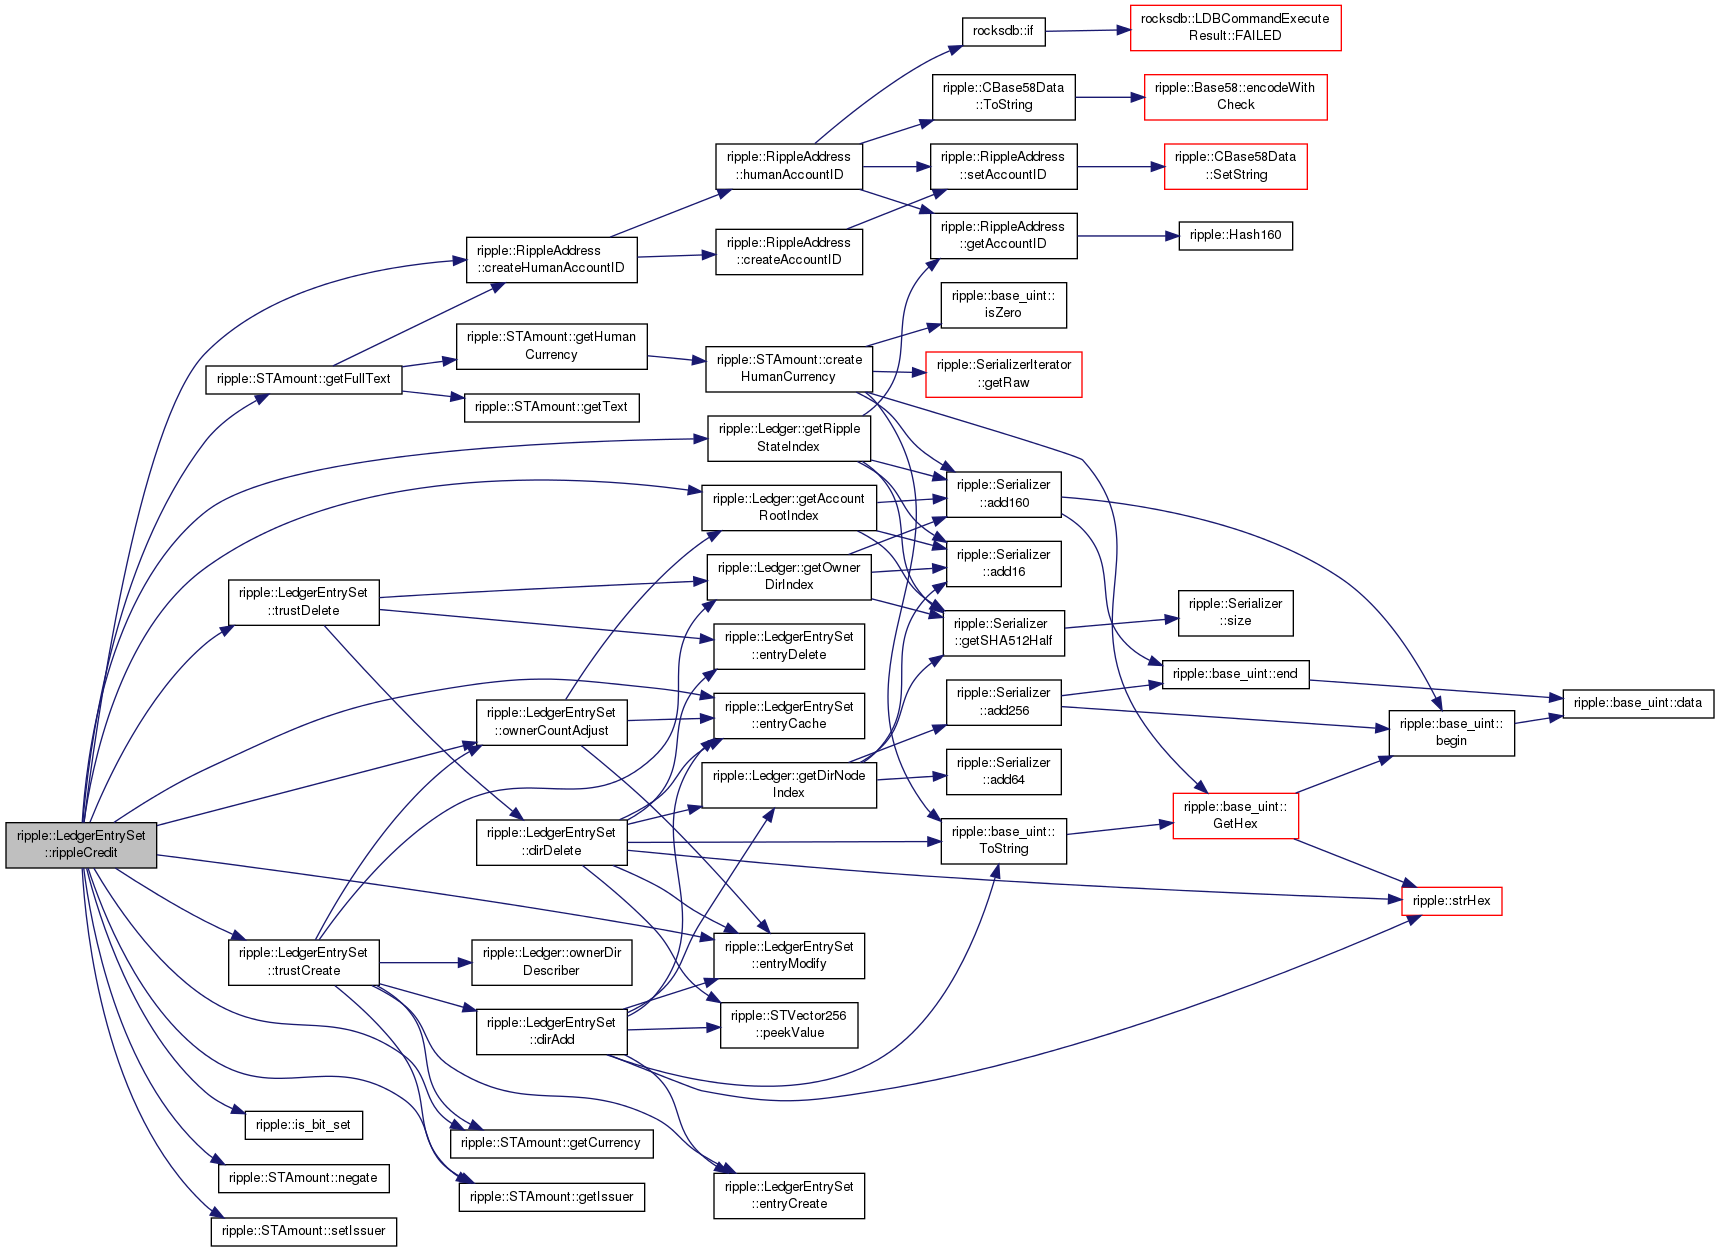 rocksdb::if
rocksdb::LDBCommandExecute
Result::FAILED
ripple::CBase58Data
::ToString
ripple::Base58::encodeWith
Check
ripple::RippleAddress
::humanAccountID
ripple::RippleAddress
::setAccountID
ripple::CBase58Data
::SetString
ripple::RippleAddress
::createHumanAccountID
ripple::RippleAddress
::createAccountID
ripple::RippleAddress
::getAccountID
ripple::Hash160
ripple::base_uint::
isZero
ripple::STAmount::getFullText
ripple::STAmount::getHuman
Currency
ripple::STAmount::create
HumanCurrency
ripple::SerializerIterator
::getRaw
ripple::STAmount::getText
ripple::Ledger::getRipple
StateIndex
ripple::Ledger::getAccount
RootIndex
ripple::Serializer
::add160
ripple::Serializer
::add16
ripple::LedgerEntrySet
::trustDelete
ripple::Ledger::getOwner
DirIndex
ripple::Serializer
::getSHA512Half
ripple::Serializer
::size
ripple::LedgerEntrySet
::entryDelete
ripple::base_uint::end
ripple::LedgerEntrySet
::ownerCountAdjust
ripple::LedgerEntrySet
::entryCache
ripple::Serializer
::add256
ripple::base_uint::
begin
ripple::base_uint::data
ripple::Ledger::getDirNode
Index
ripple::Serializer
::add64
ripple::base_uint::
GetHex
ripple::LedgerEntrySet
::rippleCredit
ripple::LedgerEntrySet
::dirDelete
ripple::base_uint::
ToString
ripple::strHex
ripple::LedgerEntrySet
::trustCreate
ripple::Ledger::ownerDir
Describer
ripple::LedgerEntrySet
::entryModify
ripple::LedgerEntrySet
::dirAdd
ripple::STVector256
::peekValue
ripple::is_bit_set
ripple::STAmount::getCurrency
ripple::STAmount::negate
ripple::STAmount::getIssuer
ripple::LedgerEntrySet
::entryCreate
ripple::STAmount::setIssuer